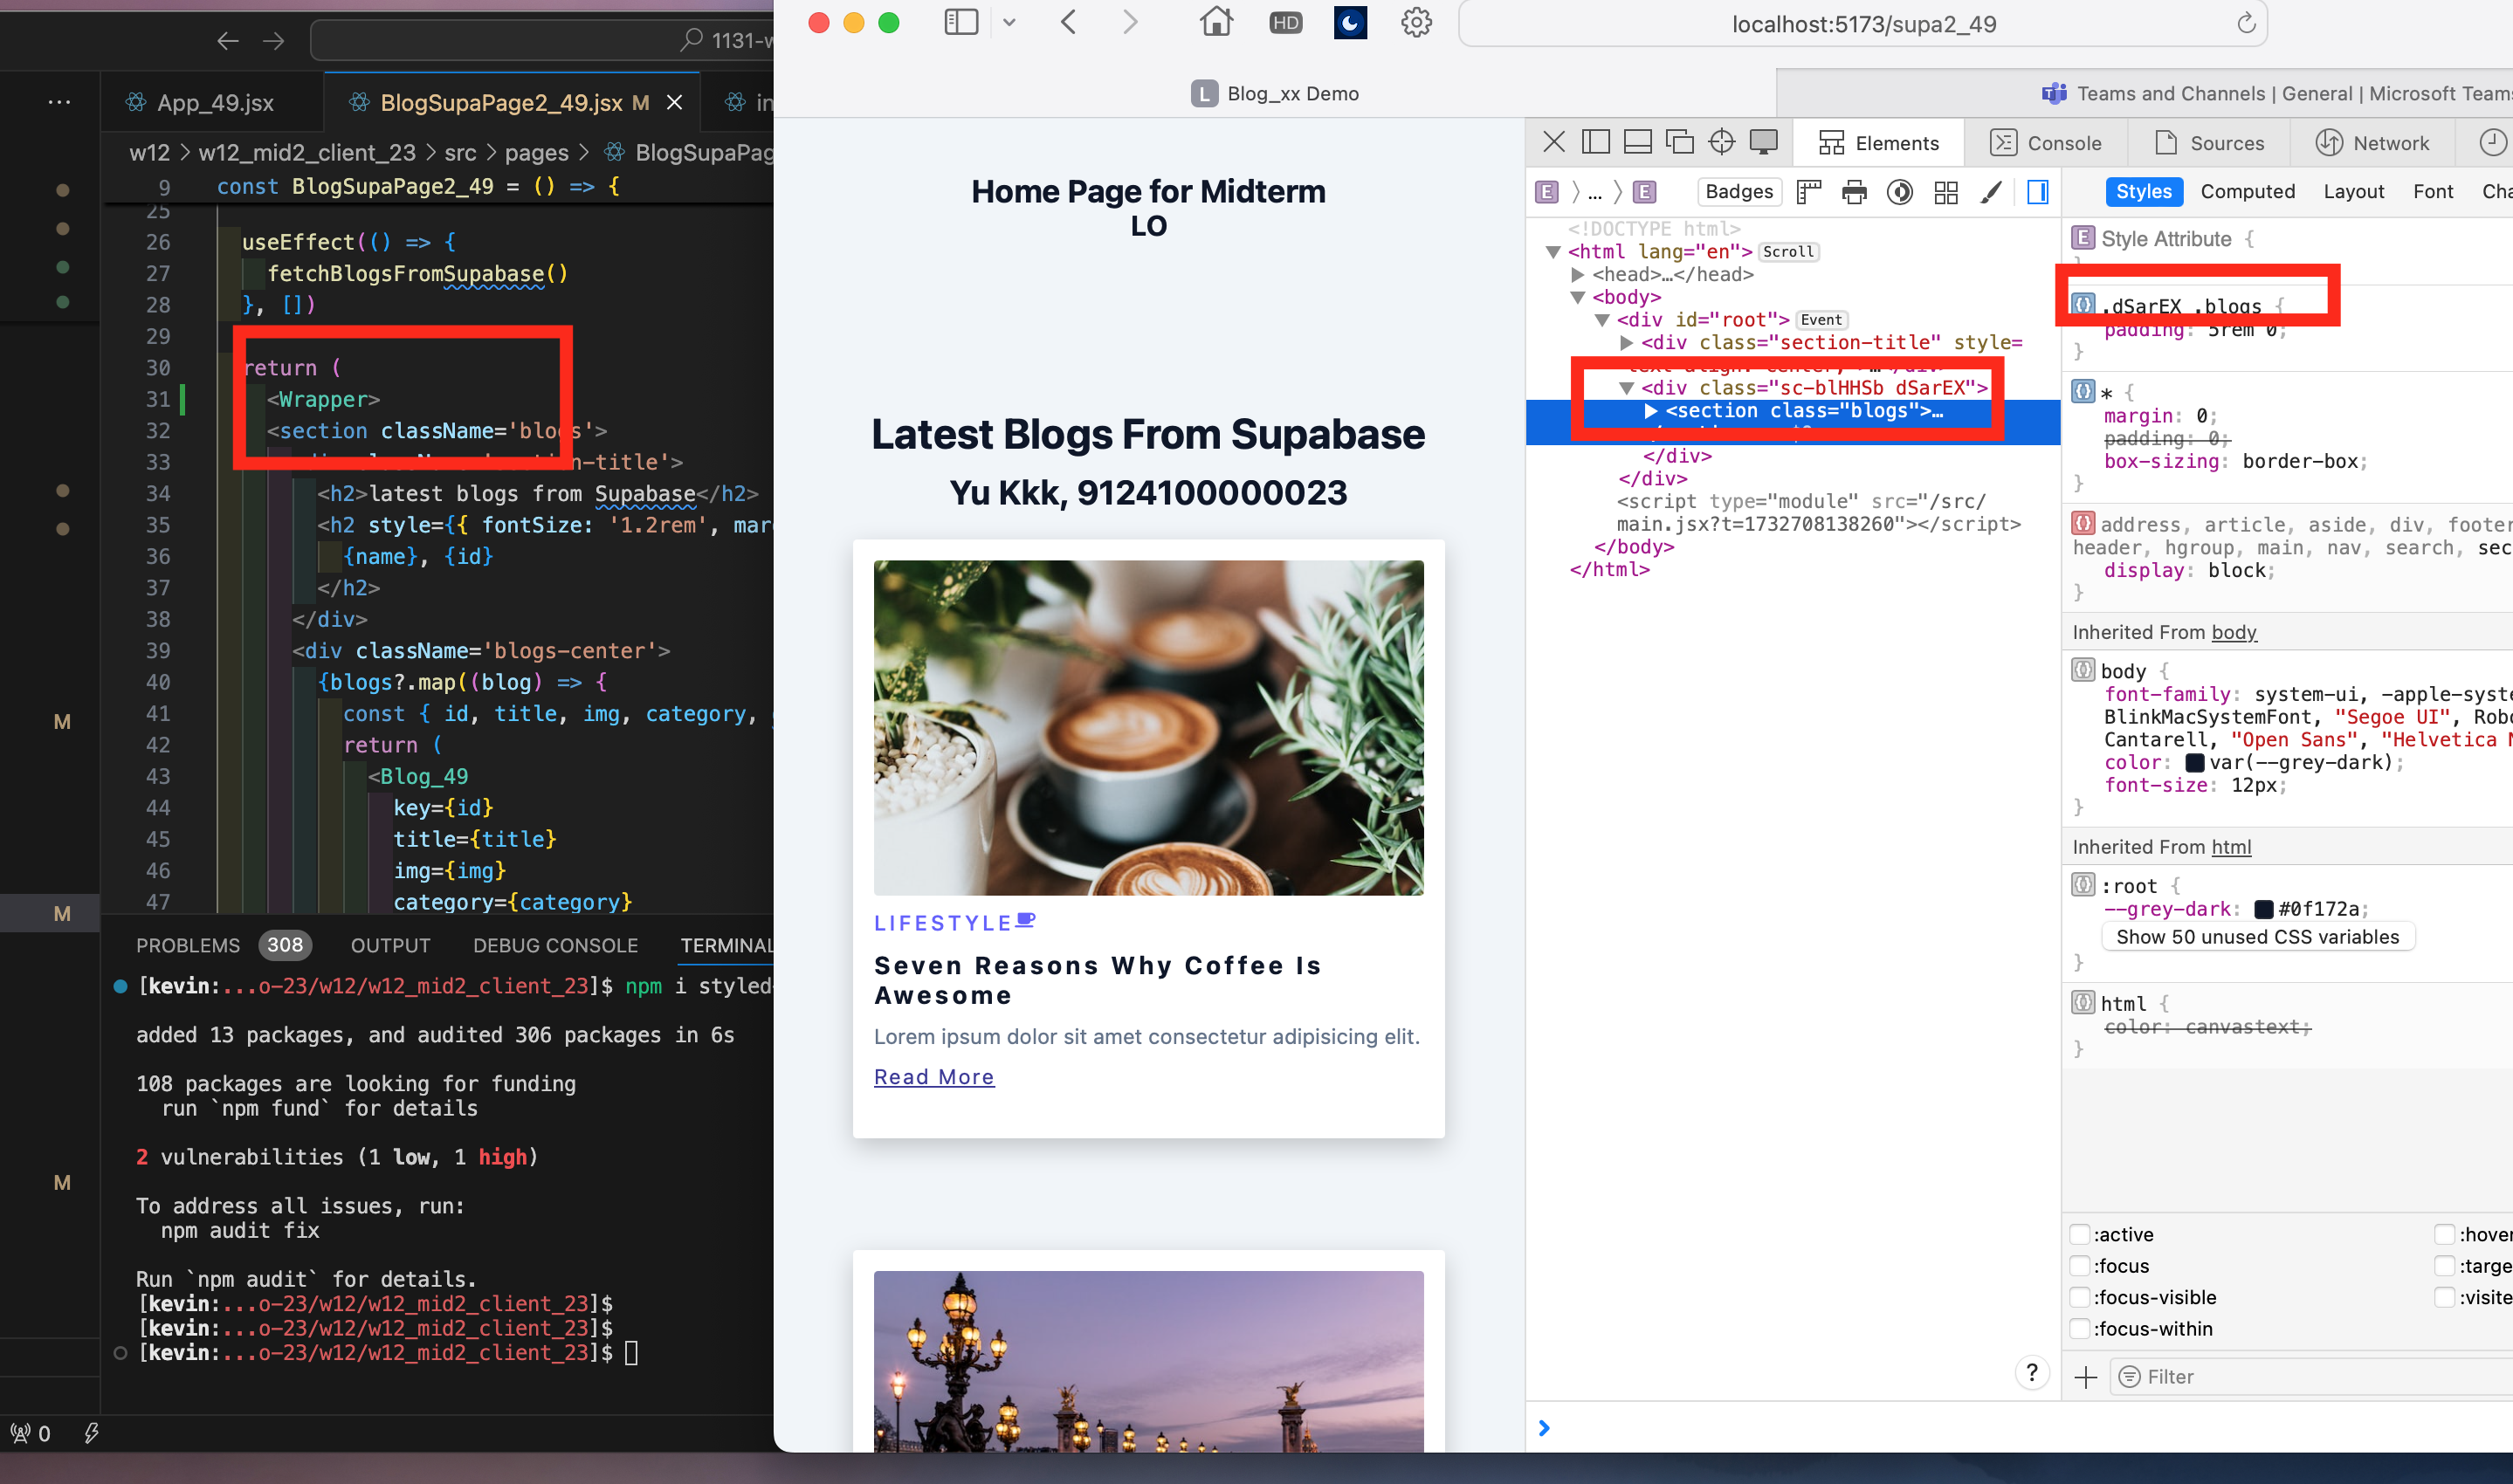 1131-w
App_49.jsx
BlogSupaPage2_49.jsx M
in
w12 > w12_mid2_client_23 > src > pages > BlogSupaPag
9 const BlogSupaPage2_49 = () => {
25
26 useEffect(() => {
27 fetchBlogsFromSupabase()
28 }, [])
29
30 return (
31 <Wrapper>
32 <section className='blogs'>
33 -title'>
34 <h2>latest blogs from Supabase</h2>
35 <h2 style={{ fontSize: '1.2rem', mar
36 {name}, {id}
37 </h2>
38 </div>
39 <div className='blogs-center'>
40 {blogs?.map((blog) => {
41 const { id, title, img, category,
42 return (
43 <Blog_49
44 key={id}
45 title={title}
46 img={img}
47 category={category}
M
M
M
PROBLEMS 308 OUTPUT DEBUG CONSOLE TERMINAL
[kevin:...o-23/w12/w12_mid2_client_23]$ npm i styled-
added 13 packages, and audited 306 packages in 6s
108 packages are looking for funding
run `npm fund` for details
2 vulnerabilities (1 low, 1 high)
To address all issues, run:
npm audit fix
Run `npm audit` for details.
[kevin:...o-23/w12/w12_mid2_client_23]$
[kevin:...o-23/w12/w12_mid2_client_23]$
[kevin:...o-23/w12/w12_mid2_client_23]$
0
HD
localhost:5173/supa2_49
L Blog_xx Demo
Teams and Channels | General | Microsoft Teams
Home Page for Midterm
LO
Latest Blogs From Supabase
Yu Kkk, 9124100000023
LIFESTYLE
Seven Reasons Why Coffee Is
Awesome
Lorem ipsum dolor sit amet consectetur adipisicing elit.
Read More
Elements Console Sources Network
E > ... > E Badges
<!DOCTYPE html>
<html lang="en"> Scroll
<head>…</head>
<body>
<div id="root"> Event
<div class="section-title" style=
<div class="sc-blHHSb dSarEX">
<section class="blogs">…
</div>
</div>
<script type="module" src="/src/
main.jsx?t=1732708138260"></script>
</body>
</html>
?
Styles Computed Layout Font Cha
E Style Attribute {
}
.dSarEX .blogs {
padding: 5rem 0;
}
* {
margin: 0;
padding: 0;
box-sizing: border-box;
}
address, article, aside, div, footer
header, hgroup, main, nav, search, sec
display: block;
}
Inherited From body
body {
font-family: system-ui, -apple-syste
BlinkMacSystemFont, "Segoe UI", Robo
Cantarell, "Open Sans", "Helvetica N
color: var(--grey-dark);
font-size: 12px;
}
Inherited From html
:root {
--grey-dark: #0f172a;
Show 50 unused CSS variables
}
html {
color: canvastext;
}
:active :hover
:focus :targe
:focus-visible :visite
:focus-within
Filter